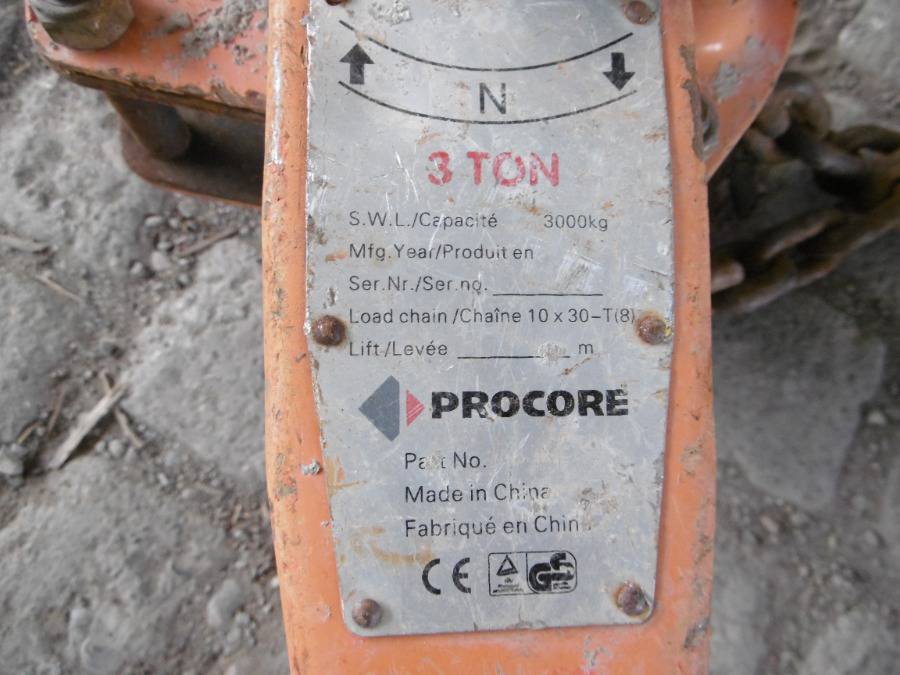 N
3 TON
S.W.L./Capacité 3000kg
Mfg.Year/Produit en
Ser.Nr./Ser.no.
Load chain/Chaîne 10 x 30-T(8)
Lift/Levée m
PROCORE
Part No.
Made in China
Fabriqué en Chine
CE
GS